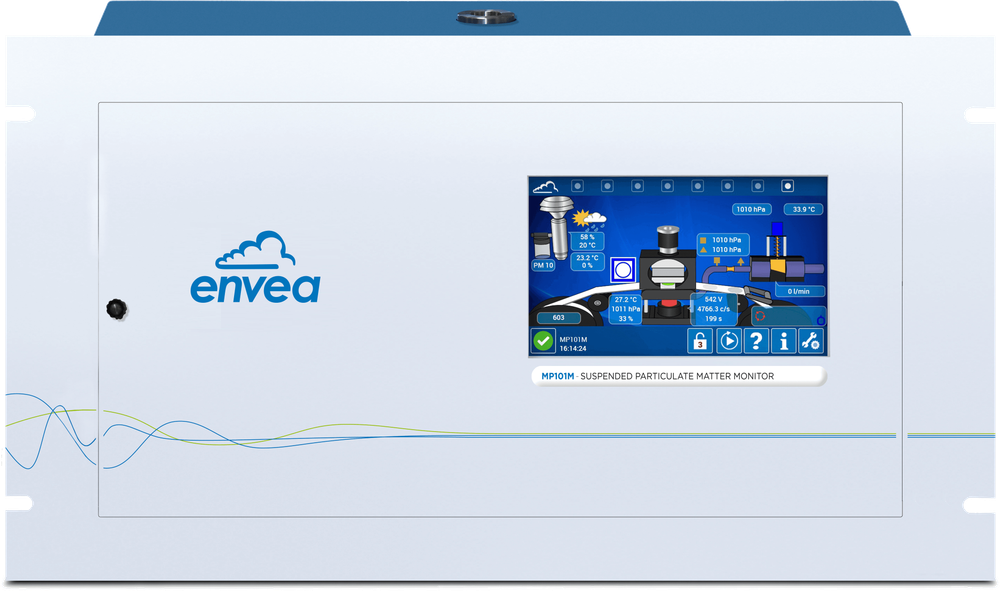 envea
1010 hPa
33.9 °C
58 %
20 °C
1010 hPa
1010 hPa
PM 10
23.2 °C
0 %
0 l/min
27.2 °C
1011 hPa
33 %
542 V
4766.3 c/s
199 s
603
MP101M
16:14:24
3
?
i
MP101M - SUSPENDED PARTICULATE MATTER MONITOR